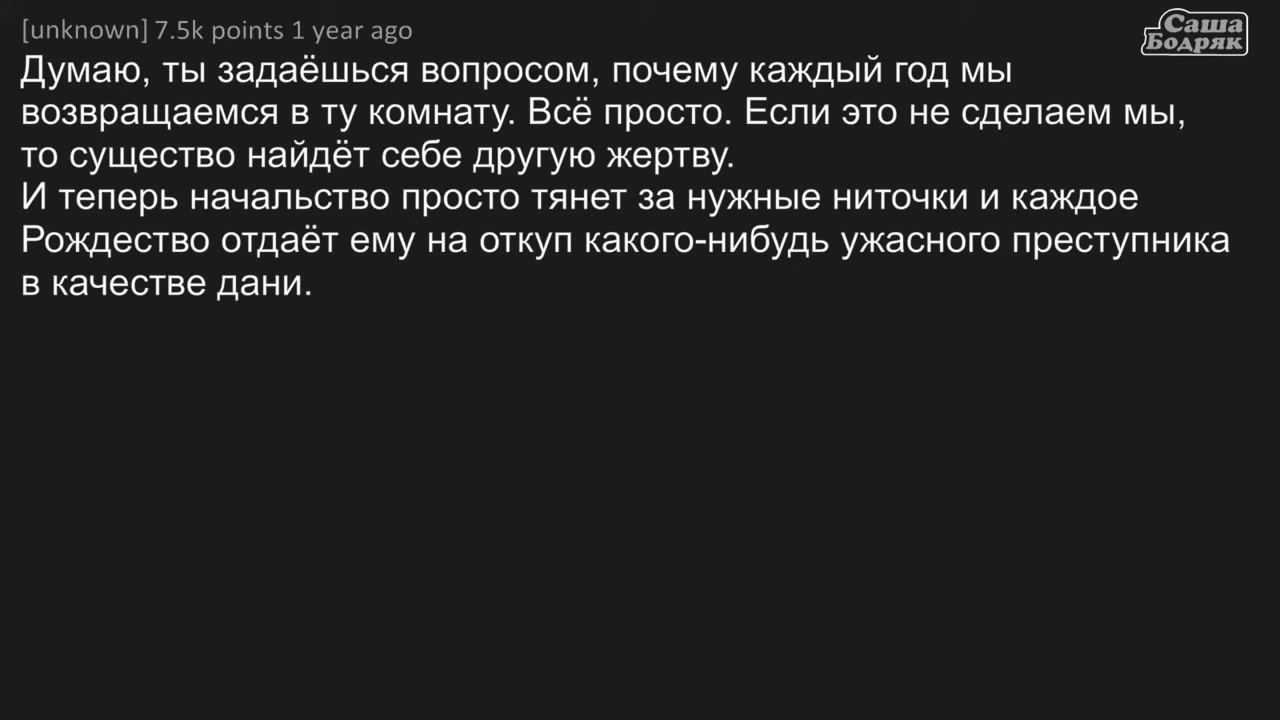 [unknown] 7.5k points 1 year ago
Саша
Бодряк
Думаю, ты задаёшься вопросом, почему каждый год мы
возвращаемся в ту комнату. Всё просто. Если это не сделаем мы,
то существо найдёт себе другую жертву.
И теперь начальство просто тянет за нужные ниточки и каждое
Рождество отдаёт ему на откуп какого-нибудь ужасного преступника
в качестве дани.